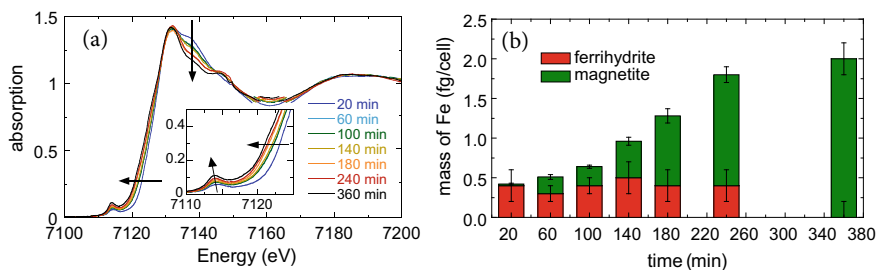 (a)
1.5
1
0.5
0
absorption
7100
7120
7140
7160
7180
7200
Energy (eV)
0.4
0.2
0.0
7110
7120
20 min
60 min
100 min
140 min
180 min
240 min
360 min
(b)
ferrihydrite
magnetite
2.5
2.0
1.5
1.0
0.5
0.0
mass of Fe (fg/cell)
20 60 100 140 180 220 260 300 340 380
time (min)